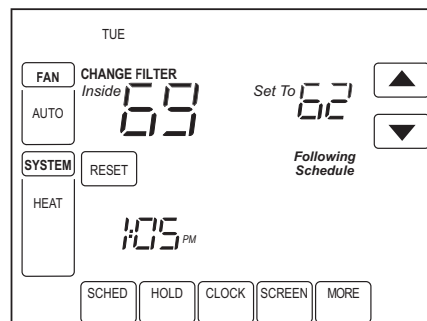 TUE
FAN
CHANGE FILTER
Inside 69
Set To 62
AUTO
SYSTEM
RESET
Following
Schedule
HEAT
1:05 PM
SCHED HOLD CLOCK SCREEN MORE